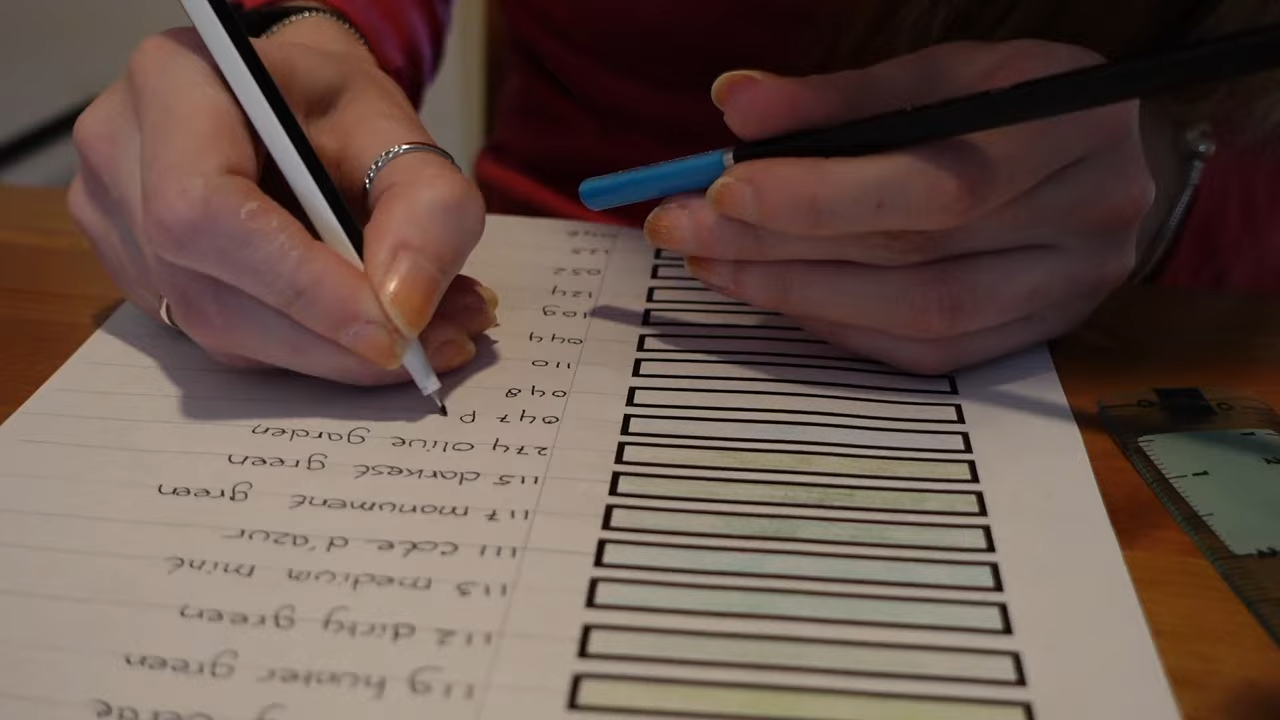 119 hunter green
112 dirty green
113 medium mint
111 cote d'azur
117 monument green
115 darkest green
274 olive garden
047 p
048
110
044
109
124
052
123